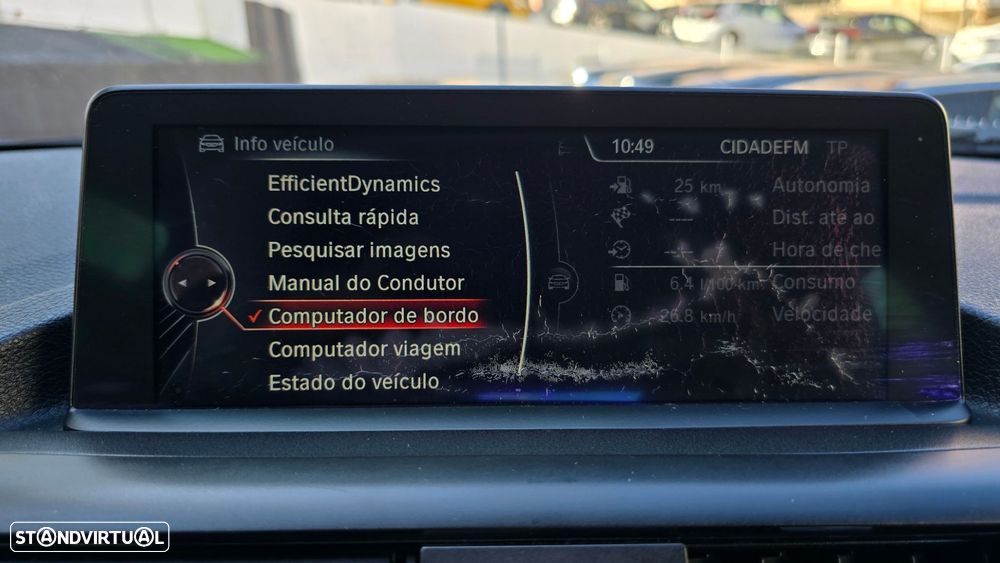 Info veículo
10:49 CIDADEFM TP
EfficientDynamics
Consulta rápida
Pesquisar imagens
Manual do Condutor
Computador de bordo
Computador viagem
Estado do veículo
25 km Autonomia
--- Dist. até ao
Hora de che
6.4 l/100 km Consumo
26.8 km/h Velocidade
STANDVIRTUAL